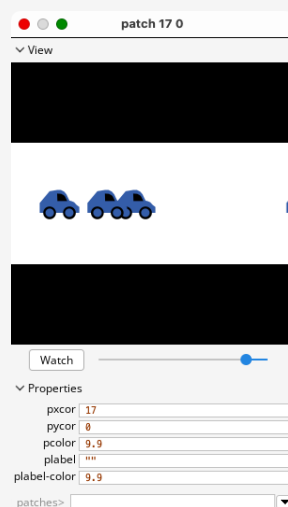 patch 17 0
View
Watch
Properties
pxcor 17
pycor 0
pcolor 9.9
plabel ""
plabel-color 9.9
patches>